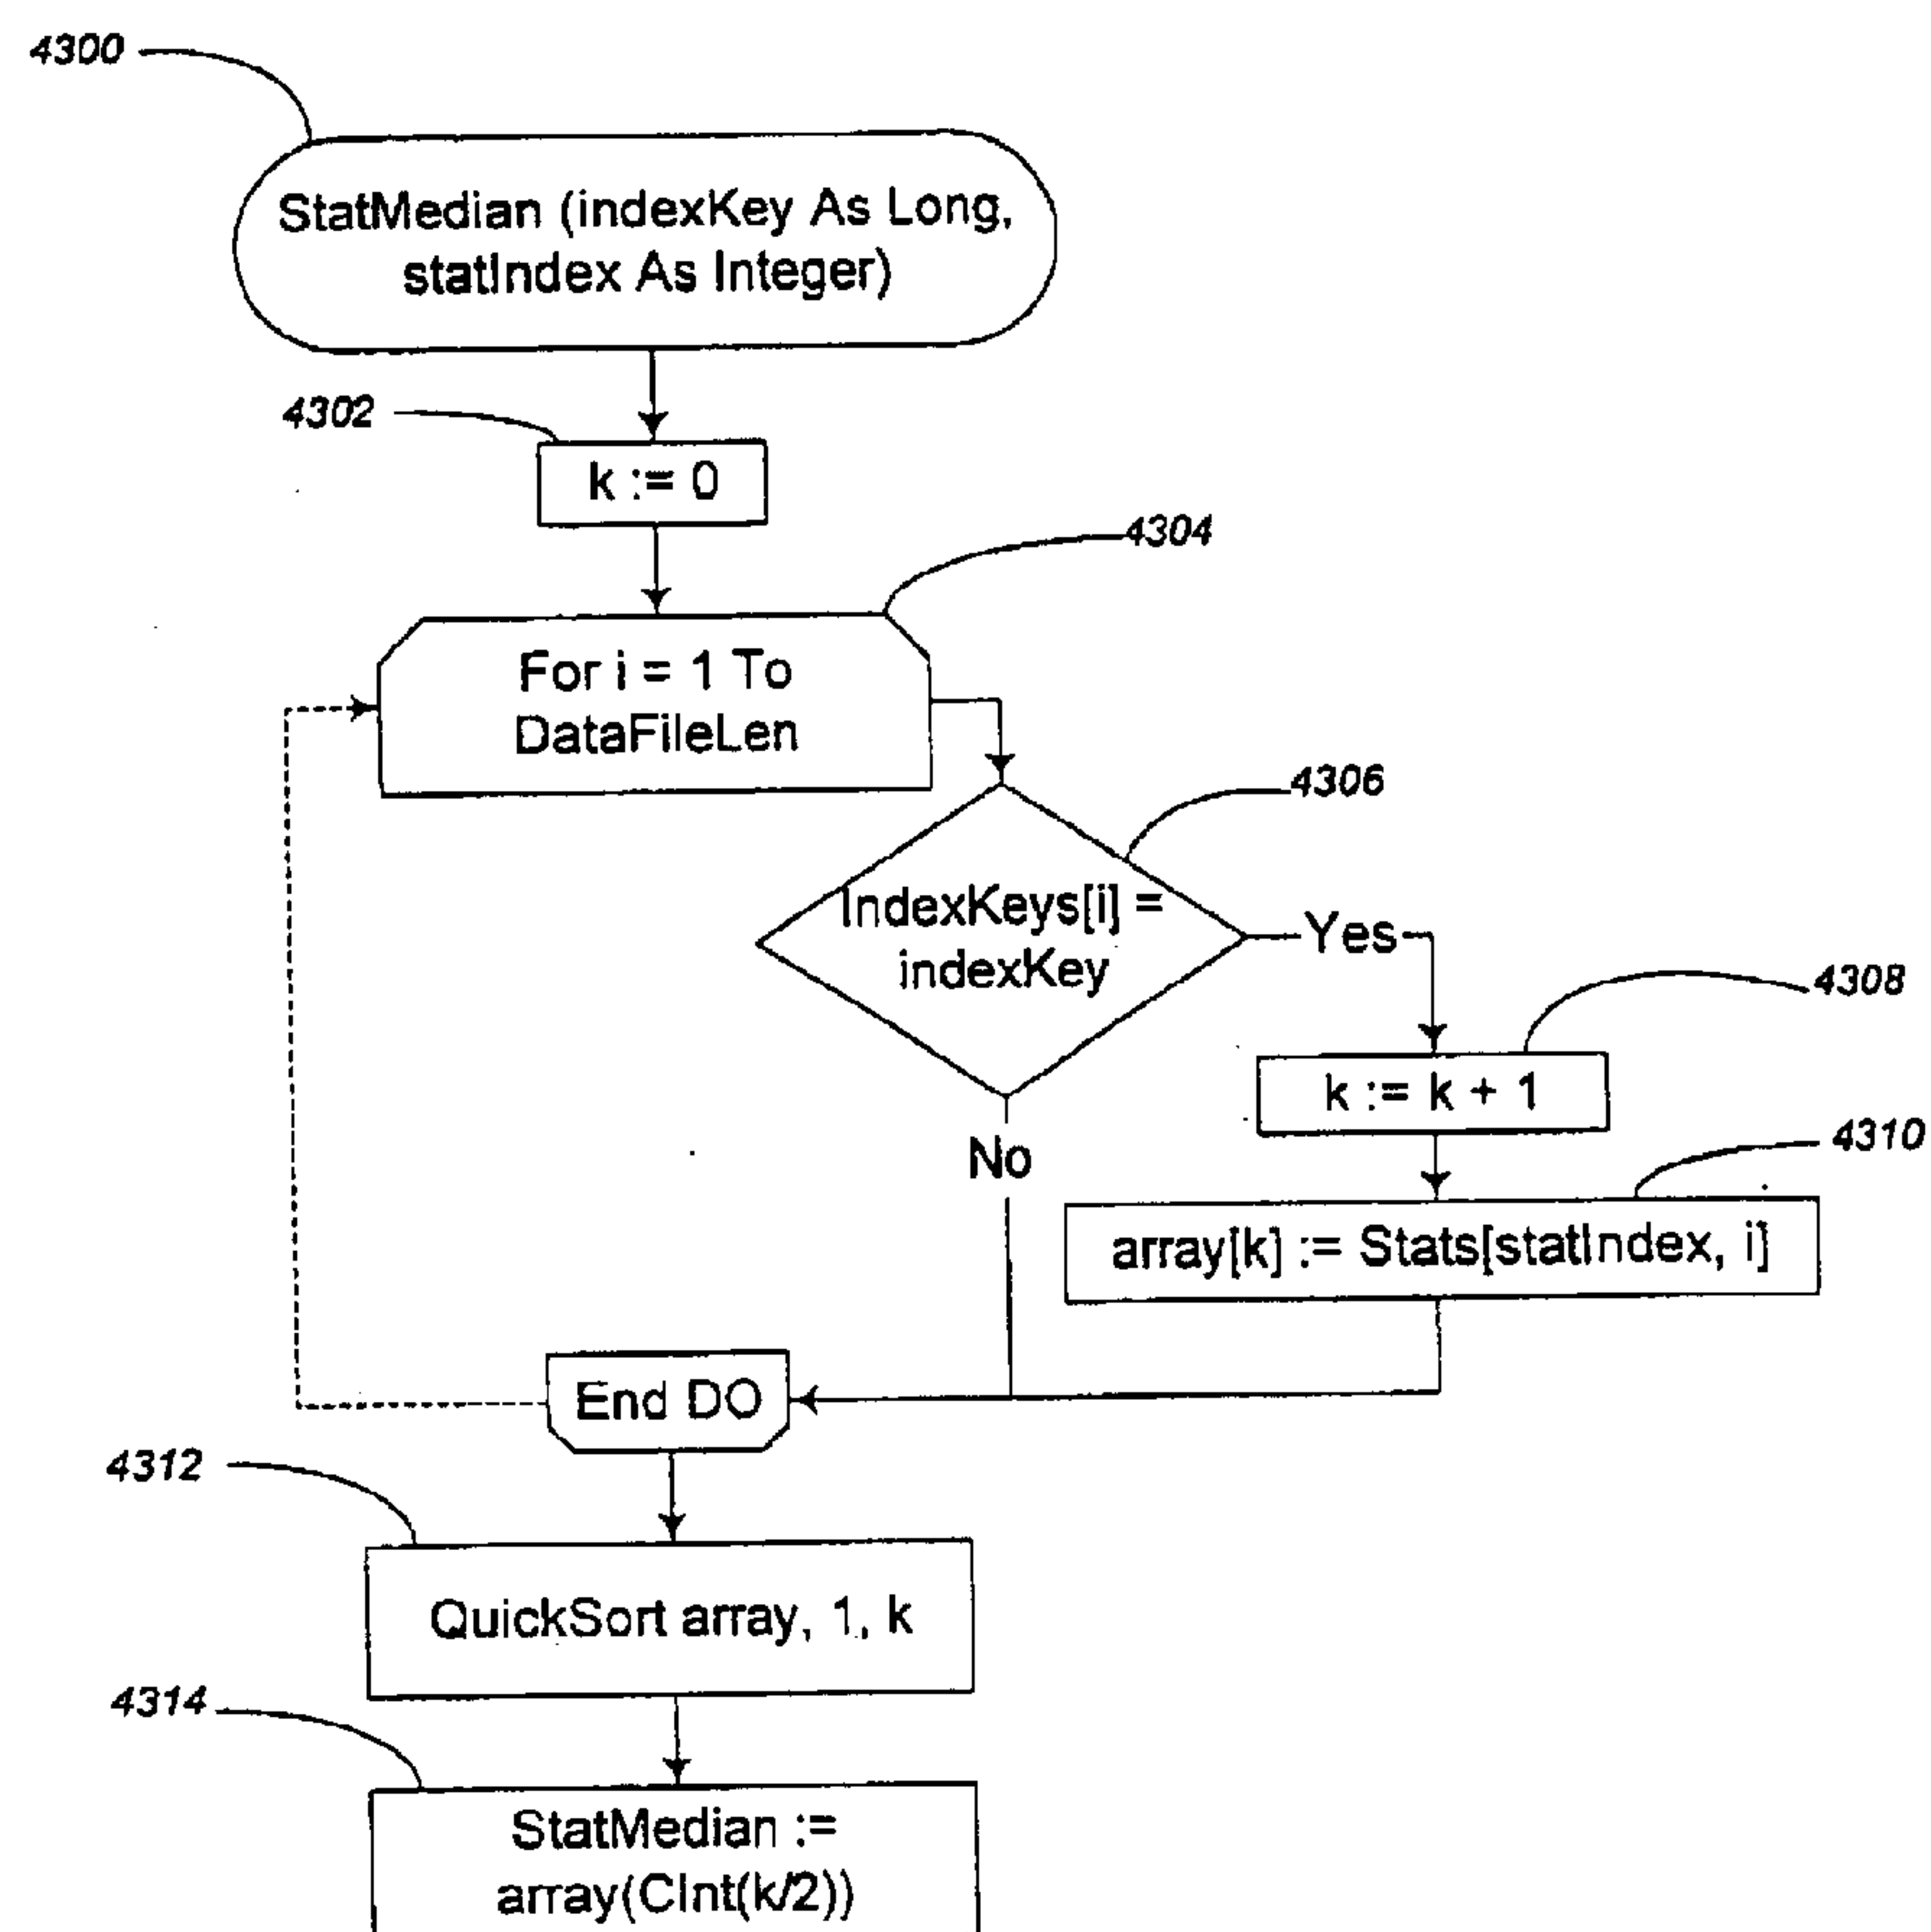 4300
StatMedian (indexKey As Long,
statIndex As Integer)
4302
k := 0
4304
For i = 1 To
DataFileLen
4306
IndexKeys[i] =
indexKey
Yes
4308
k := k + 1
No
4310
array[k] := Stats[statIndex, i]
End DO
4312
QuickSort array, 1, k
4314
StatMedian :=
array(CInt(k/2))